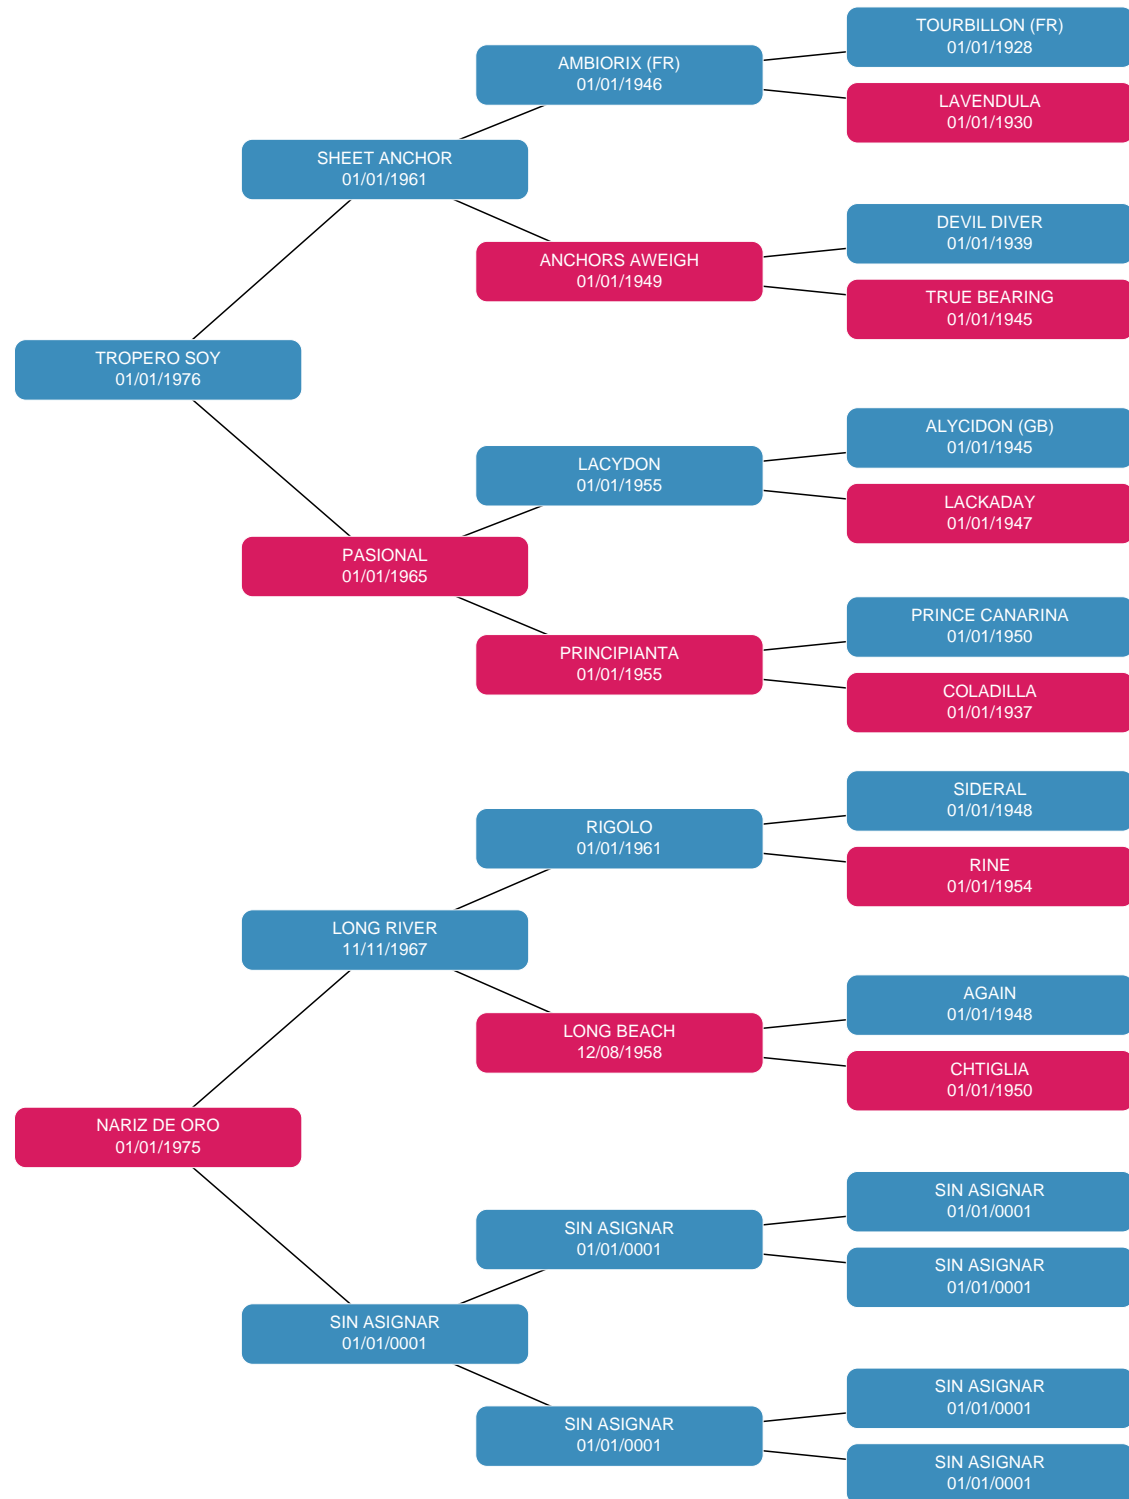 TOURBILLON (FR)
01/01/1928
AMBIORIX (FR)
01/01/1946
LAVENDULA
01/01/1930
SHEET ANCHOR
01/01/1961
DEVIL DIVER
01/01/1939
ANCHORS AWEIGH
01/01/1949
TRUE BEARING
01/01/1945
TROPERO SOY
01/01/1976
ALYCIDON (GB)
01/01/1945
LACYDON
01/01/1955
LACKADAY
01/01/1947
PASIONAL
01/01/1965
PRINCE CANARINA
01/01/1950
PRINCIPIANTA
01/01/1955
COLADILLA
01/01/1937
SIDERAL
01/01/1948
RIGOLO
01/01/1961
RINE
01/01/1954
LONG RIVER
11/11/1967
AGAIN
01/01/1948
LONG BEACH
12/08/1958
CHTIGLIA
01/01/1950
NARIZ DE ORO
01/01/1975
SIN ASIGNAR
01/01/0001
SIN ASIGNAR
01/01/0001
SIN ASIGNAR
01/01/0001
SIN ASIGNAR
01/01/0001
SIN ASIGNAR
01/01/0001
SIN ASIGNAR
01/01/0001
SIN ASIGNAR
01/01/0001